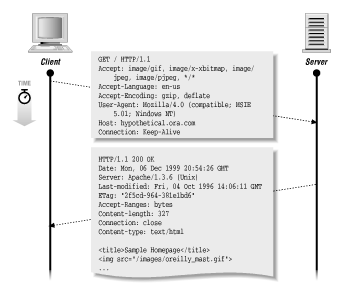 Client
Server
TIME
GET / HTTP/1.1
Accept: image/gif, image/x-xbitmap, image/
jpeg, image/pjpeg, */*
Accept-Language: en-us
Accept-Encoding: gzip, deflate
User-Agent: Mozilla/4.0 (compatible; MSIE
5.01; Windows NT)
Host: hypothetical.ora.com
Connection: Keep-Alive
HTTP/1.1 200 OK
Date: Mon, 06 Dec 1999 20:54:26 GMT
Server: Apache/1.3.6 (Unix)
Last-modified: Fri, 04 Oct 1996 14:06:11 GMT
ETag: "2f5cd-964-381e1bd6"
Accept-Ranges: bytes
Content-length: 327
Connection: close
Content-type: text/html
<title>Sample Homepage</title>
<img src="/images/oreilly_mast.gif">
...